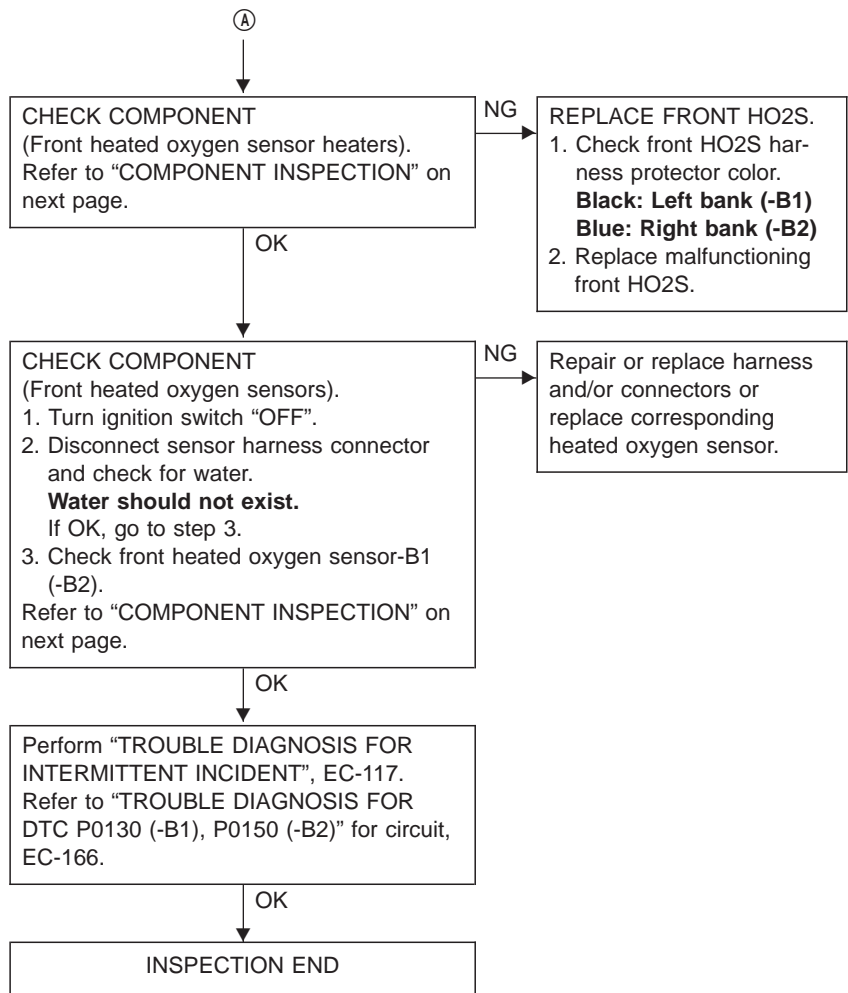 Ⓐ
CHECK COMPONENT
(Front heated oxygen sensor heaters).
Refer to “COMPONENT INSPECTION” on
next page.
NG
REPLACE FRONT HO2S.
1. Check front HO2S har-
ness protector color.
Black: Left bank (-B1)
Blue: Right bank (-B2)
2. Replace malfunctioning
front HO2S.
OK
CHECK COMPONENT
(Front heated oxygen sensors).
1. Turn ignition switch “OFF”.
2. Disconnect sensor harness connector
and check for water.
Water should not exist.
If OK, go to step 3.
3. Check front heated oxygen sensor-B1
(-B2).
Refer to “COMPONENT INSPECTION” on
next page.
NG
Repair or replace harness
and/or connectors or
replace corresponding
heated oxygen sensor.
OK
Perform “TROUBLE DIAGNOSIS FOR
INTERMITTENT INCIDENT”, EC-117.
Refer to “TROUBLE DIAGNOSIS FOR
DTC P0130 (-B1), P0150 (-B2)” for circuit,
EC-166.
OK
INSPECTION END